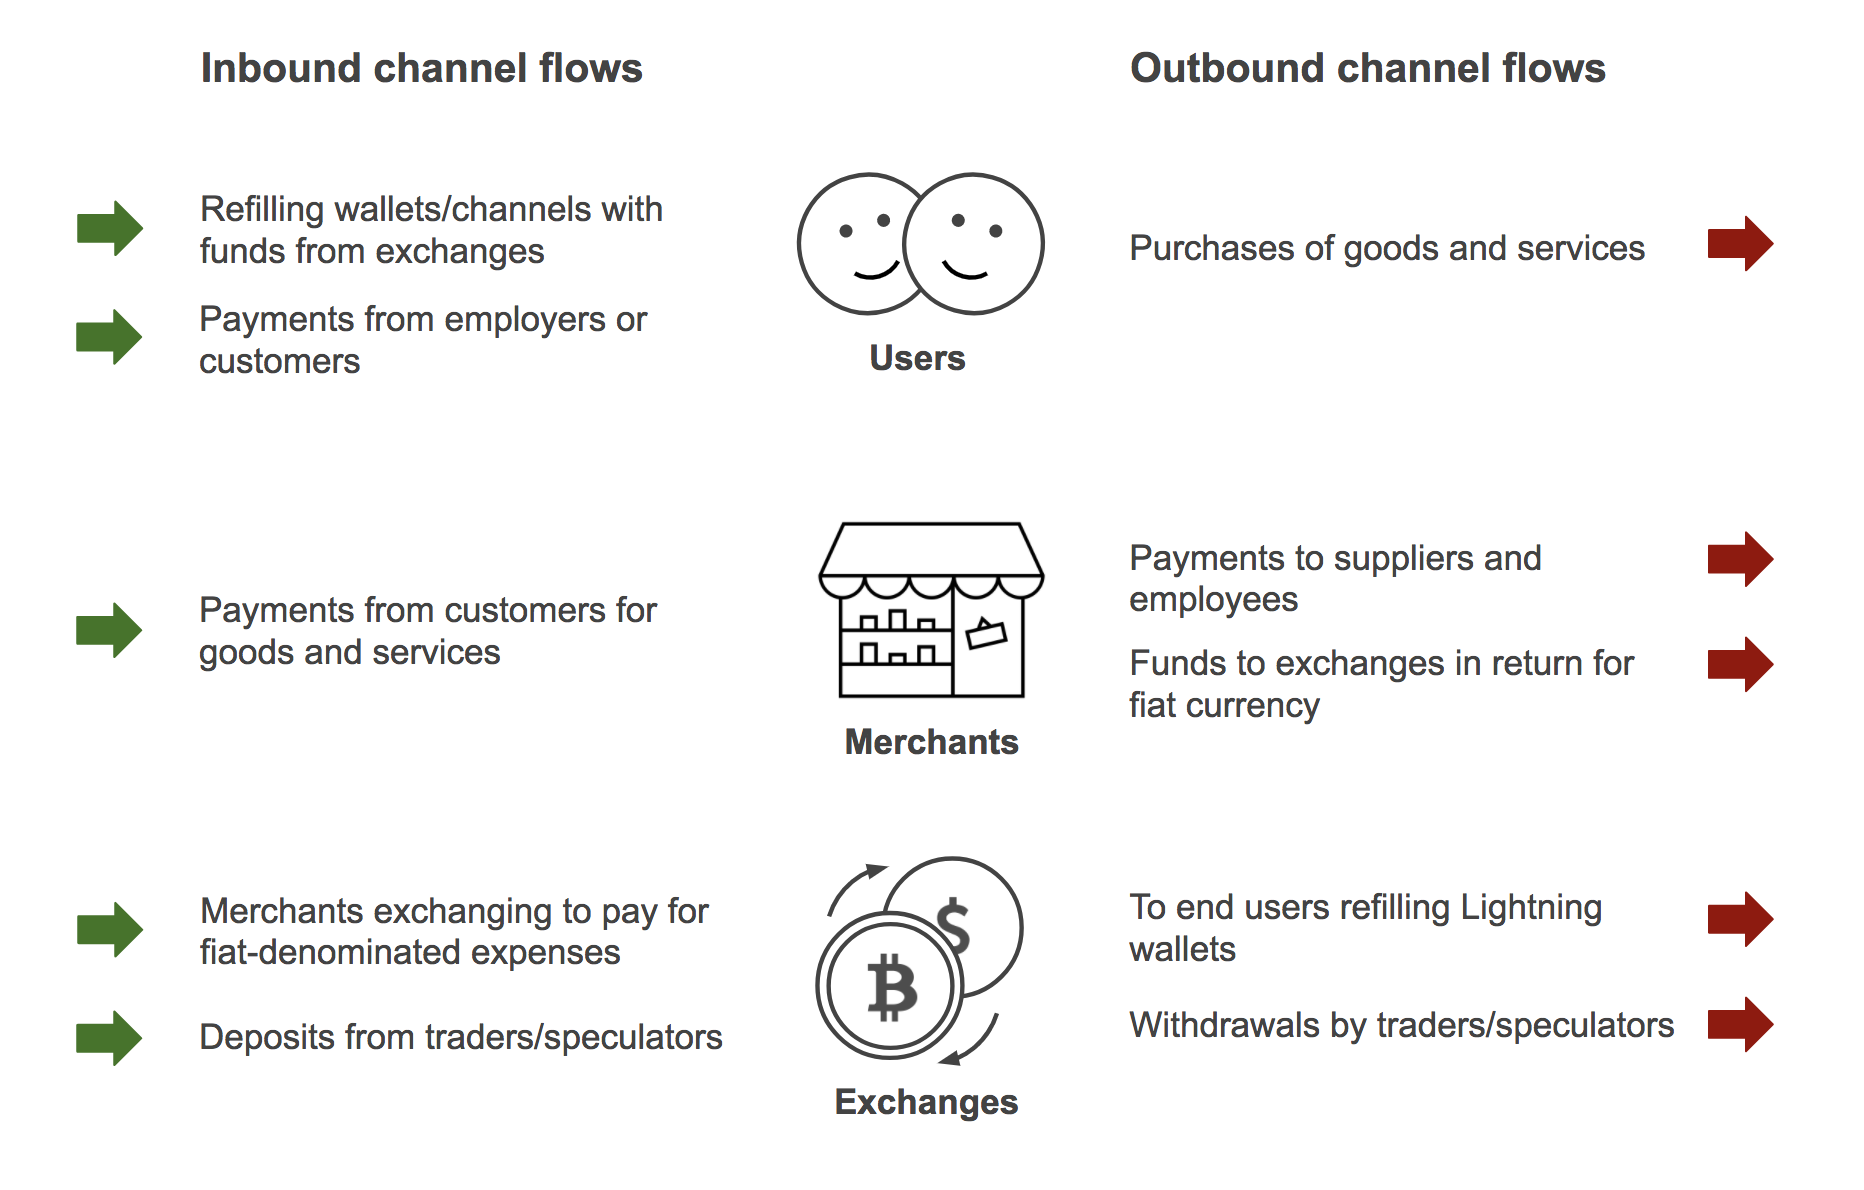 Inbound channel flows
Outbound channel flows
Refilling wallets/channels with
funds from exchanges
Payments from employers or
customers
Users
Purchases of goods and services
Payments from customers for
goods and services
Merchants
Payments to suppliers and
employees
Funds to exchanges in return for
fiat currency
Merchants exchanging to pay for
fiat-denominated expenses
Deposits from traders/speculators
$
₿
Exchanges
To end users refilling Lightning
wallets
Withdrawals by traders/speculators